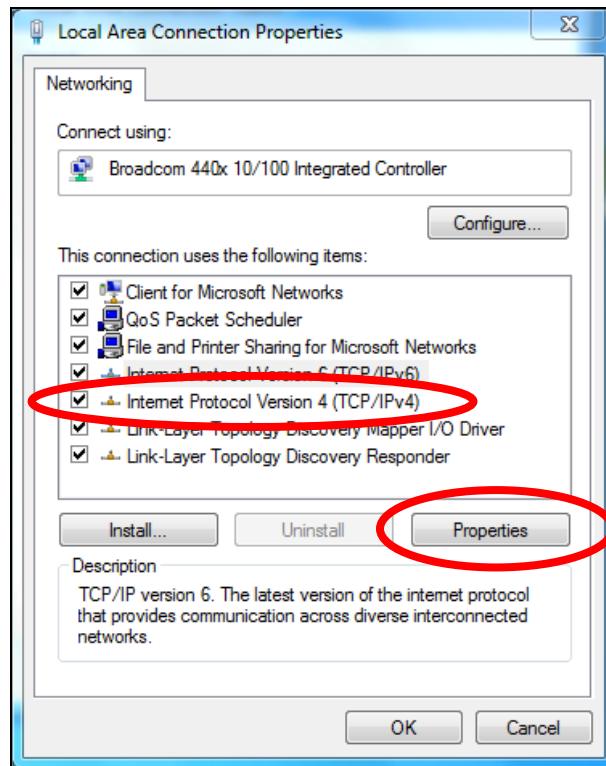 Local Area Connection Properties
Networking
Connect using:
Broadcom 440x 10/100 Integrated Controller
Configure...
This connection uses the following items:
Client for Microsoft Networks
QoS Packet Scheduler
File and Printer Sharing for Microsoft Networks
Internet Protocol Version 6 (TCP/IPv6)
Internet Protocol Version 4 (TCP/IPv4)
Link-Layer Topology Discovery Mapper I/O Driver
Link-Layer Topology Discovery Responder
Install...
Uninstall
Properties
Description
TCP/IP version 6. The latest version of the internet protocol
that provides communication across diverse interconnected
networks.
OK
Cancel